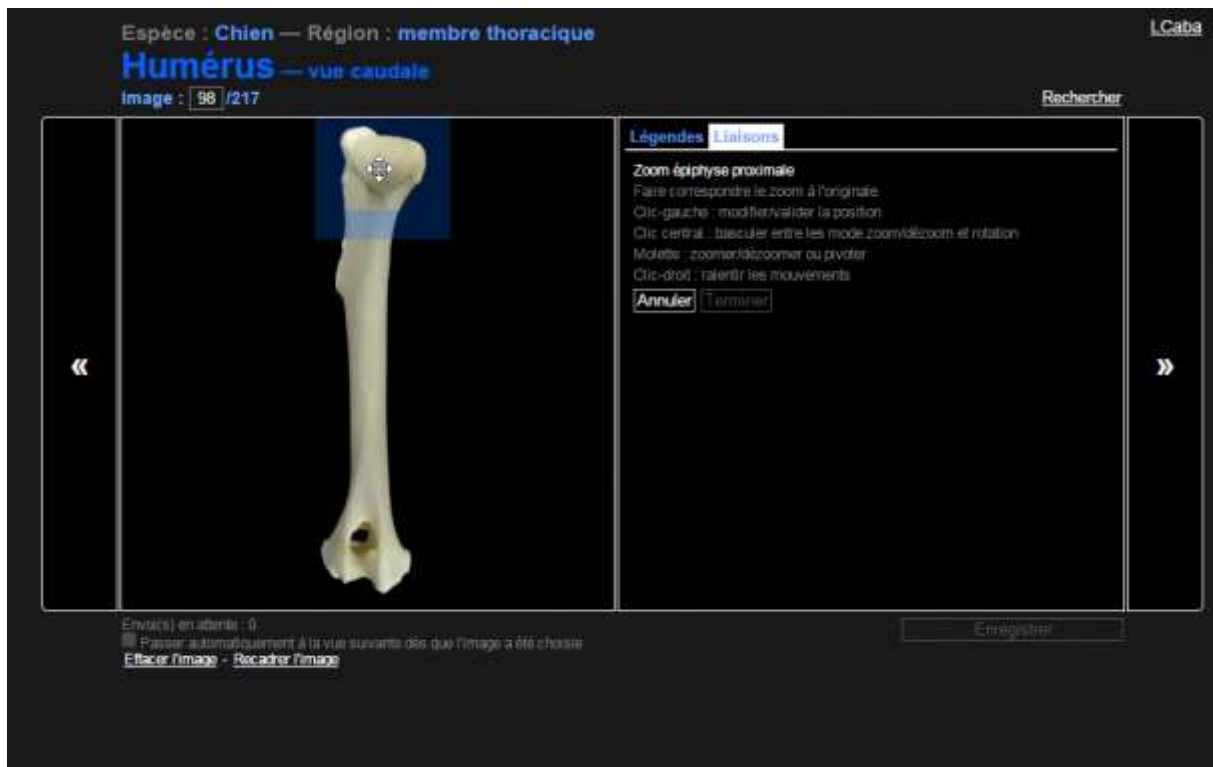 Espèce : Chien — Région : membre thoracique
LCaba
Humérus — vue caudale
Image : 98 /217
Rechercher
Légendes Liaisons
Zoom épiphyse proximale
Faire correspondre le zoom à l'originale
Clic-gauche : modifier/valider la position
Clic central : basculer entre les mode zoom/dézoom et rotation
Molette : zoomer/dézoomer ou pivoter
Clic-droit : ralentir les mouvements
Annuler Terminer
«
»
Envoi(s) en attente : 0
Passer automatiquement à la vue suivante dès que l'image a été choisie
Enregistrer
Effacer l'image - Recadrer l'image